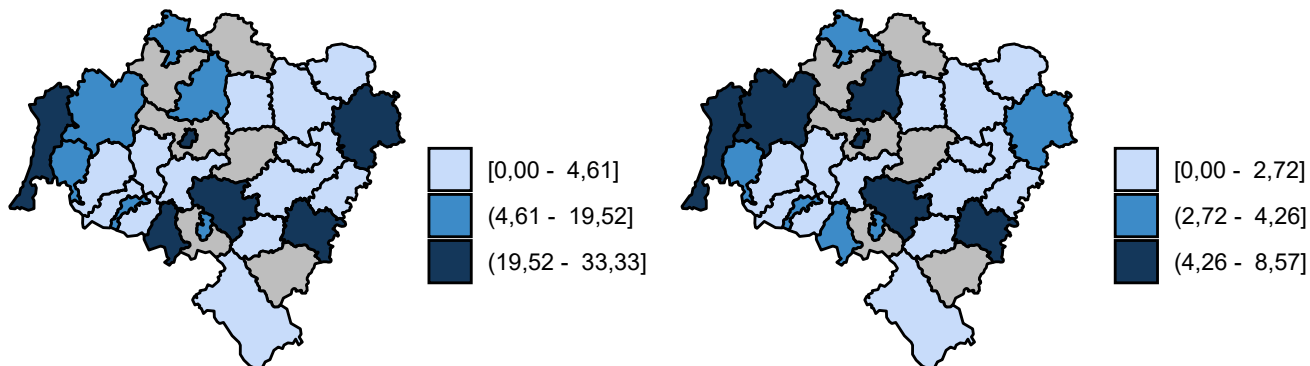 [0,00 - 4,61]
(4,61 - 19,52]
(19,52 - 33,33]
[0,00 - 2,72]
(2,72 - 4,26]
(4,26 - 8,57]